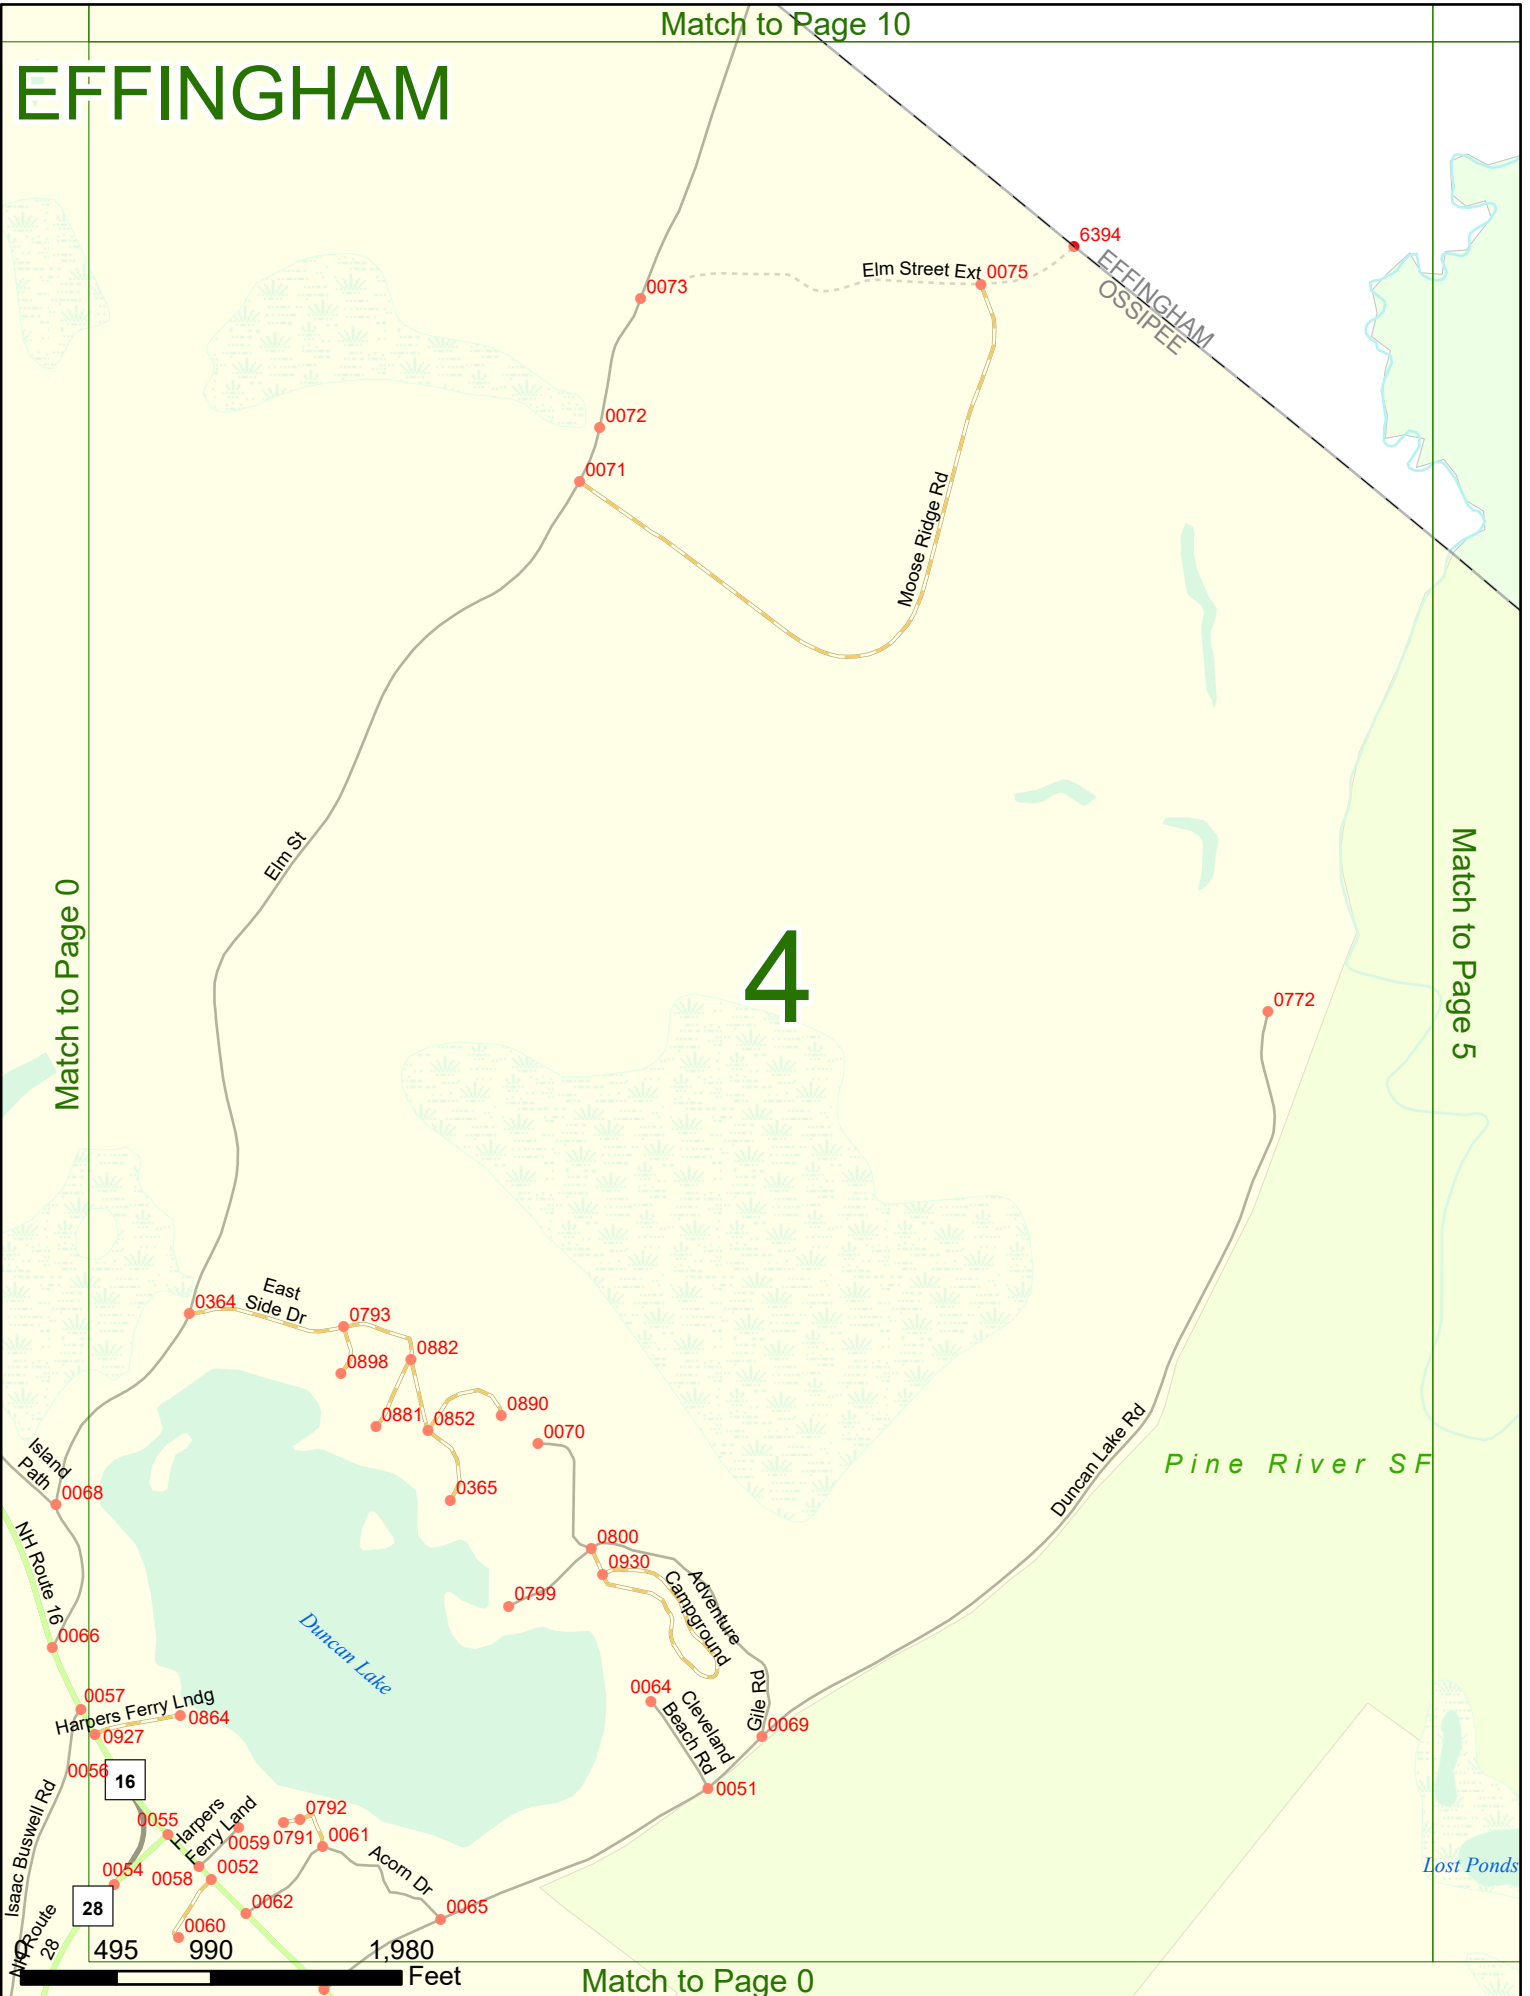 Match to Page 10
EFFINGHAM
6394
EFFINGHAM
OSSIPEE
Elm Street Ext
0075
0073
0072
0071
Moose Ridge Rd
Elm St
Match to Page 0
4
Match to Page 5
0772
East
Side Dr
0364
0793
0882
0898
0890
0881
0852
0070
Island
Path
0365
0068
Duncan Lake Rd
Pine River SF
NH Route 16
0800
0930
Adventure
Campground
0799
0066
Duncan Lake
0064
Cleveland
Beach Rd
Gile Rd
0069
0057
Harpers Ferry Lndg
0864
0927
0051
0056
16
Isaac Buswell Rd
0055
Harpers
Ferry Land
0059
0792
0791
0061
Acorn Dr
0054
0058
0052
Lost Ponds
28
0062
0065
NH Route
28
0060
0
495
990
1,980
Feet
Match to Page 0